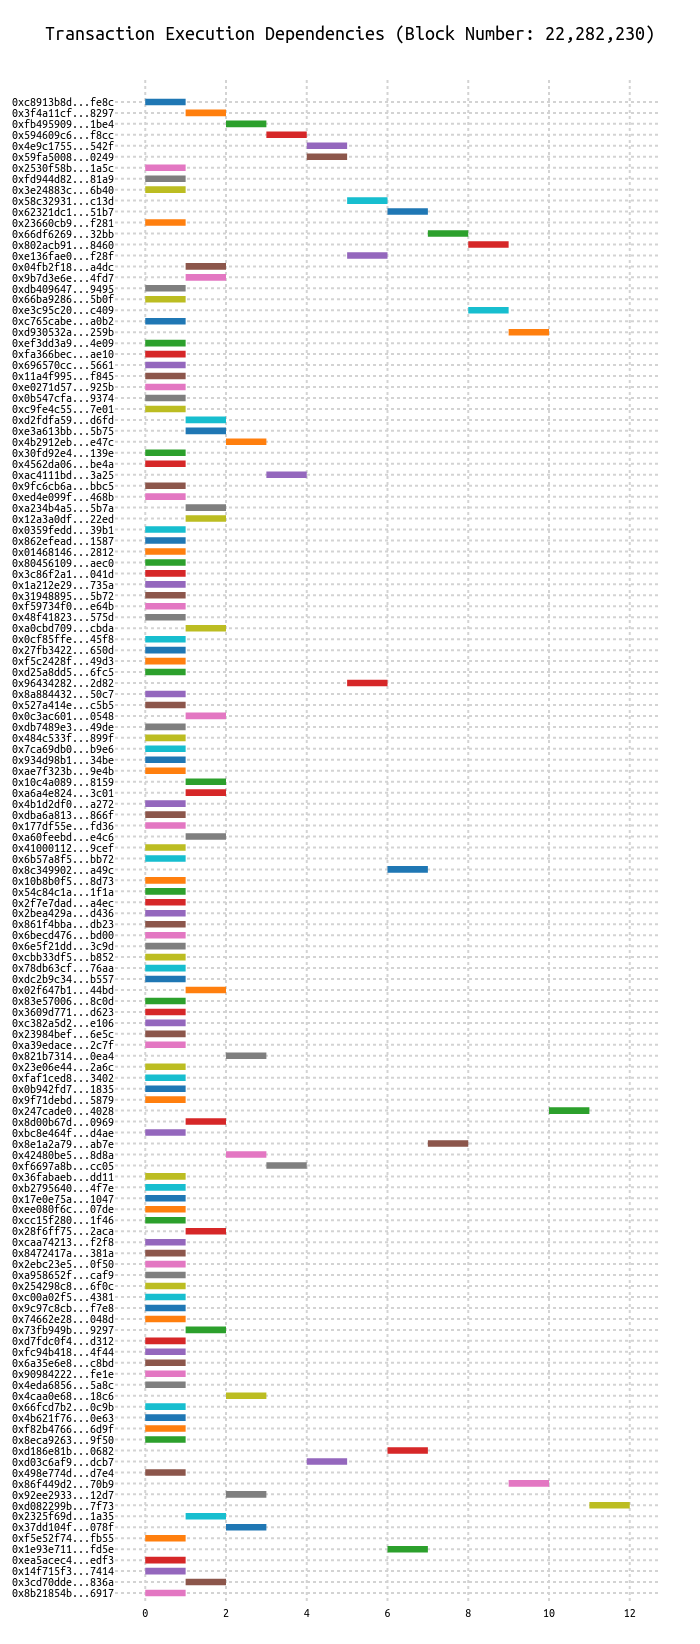 Transaction Execution Dependencies (Block Number: 22,282,230)
0xc8913b8d...fe8c
0x3f4a11cf...8297
0xfb495909...1be4
0x594609c6...f8cc
0x4e9c1755...542f
0x59fa5008...0249
0x2530f58b...1a5c
0xfd944d82...81a9
0x3e24883c...6b40
0x58c32931...c13d
0x62321dc1...51b7
0x23660cb9...f281
0x66df6269...32bb
0x802acb91...8460
0xe136fae0...f28f
0x04fb2f18...a4dc
0x9b7d3e6e...4fd7
0xdb409647...9495
0x66ba9286...5b0f
0xe3c95c20...c409
0xc765cabe...a0b2
0xd930532a...259b
0xef3dd3a9...4e09
0xfa366bec...ae10
0x696570cc...5661
0x11a4f995...f845
0xe0271d57...925b
0x0b547cfa...9374
0xc9fe4c55...7e01
0xd2fdfa59...d6fd
0xe3a613bb...5b75
0x4b2912eb...e47c
0x30fd92e4...139e
0x4562da06...be4a
0xac4111bd...3a25
0x9fc6cb6a...bbc5
0xed4e099f...468b
0xa234b4a5...5b7a
0x12a3a0df...22ed
0x0359fedd...39b1
0x862efead...1587
0x01468146...2812
0x80456109...aec0
0x3c86f2a1...041d
0x1a212e29...735a
0x31948895...5b72
0xf59734f0...e64b
0x48f41823...575d
0xa0cbd709...cbda
0x0cf85ffe...45f8
0x27fb3422...650d
0xf5c2428f...49d3
0xd25a8dd5...6fc5
0x96434282...2d82
0x8a884432...50c7
0x527a414e...c5b5
0x0c3ac601...0548
0xdb7489e3...49de
0x484c533f...899f
0x7ca69db0...b9e6
0x934d98b1...34be
0xae7f323b...9e4b
0x10c4a089...8159
0xa6a4e824...3c01
0x4b1d2df0...a272
0xdba6a813...866f
0x177df55e...fd36
0xa60feebd...e4c6
0x41000112...9cef
0x6b57a8f5...bb72
0x8c349902...a49c
0x10b8b0f5...8d73
0x54c84c1a...1f1a
0x2f7e7dad...a4ec
0x2bea429a...d436
0x861f4bba...db23
0x6becd476...bd00
0x6e5f21dd...3c9d
0xcbb33df5...b852
0x78db63cf...76aa
0xdc2b9c34...b557
0x02f647b1...44bd
0x83e57006...8c0d
0x3609d771...d623
0xc382a5d2...e106
0x23984bef...6e5c
0xa39edace...2c7f
0x821b7314...0ea4
0x23e06e44...2a6c
0xfaf1ced8...3402
0x0b942fd7...1835
0x9f71debd...5879
0x247cade0...4028
0x8d00b67d...0969
0xbc8e464f...d4ae
0x8e1a2a79...ab7e
0x42480be5...8d8a
0xf6697a8b...cc05
0x36fabaeb...dd11
0xb2795640...4f7e
0x17e0e75a...1047
0xee080f6c...07de
0xcc15f280...1f46
0x28f6ff75...2aca
0xcaa74213...f2f8
0x8472417a...381a
0x2ebc23e5...0f50
0xa958652f...caf9
0x254298c8...6f0c
0xc00a02f5...4381
0x9c97c8cb...f7e8
0x74662e28...048d
0x73fb949b...9297
0xd7fdc0f4...d312
0xfc94b418...4f44
0x6a35e6e8...c8bd
0x90984222...fe1e
0x4eda6856...5a8c
0x4caa0e68...18c6
0x66fcd7b2...0c9b
0x4b621f76...0e63
0xf82b4766...6d9f
0x8eca9263...9f50
0xd186e81b...0682
0xd03c6af9...dcb7
0x498e774d...d7e4
0x86f449d2...70b9
0x92ee2933...12d7
0xd082299b...7f73
0x2325f69d...1a35
0x37dd104f...078f
0xf5e52f74...fb55
0x1e93e711...fd5e
0xea5acec4...edf3
0x14f715f3...7414
0x3cd70dde...836a
0x8b21854b...6917
0 2 4 6 8 10 12